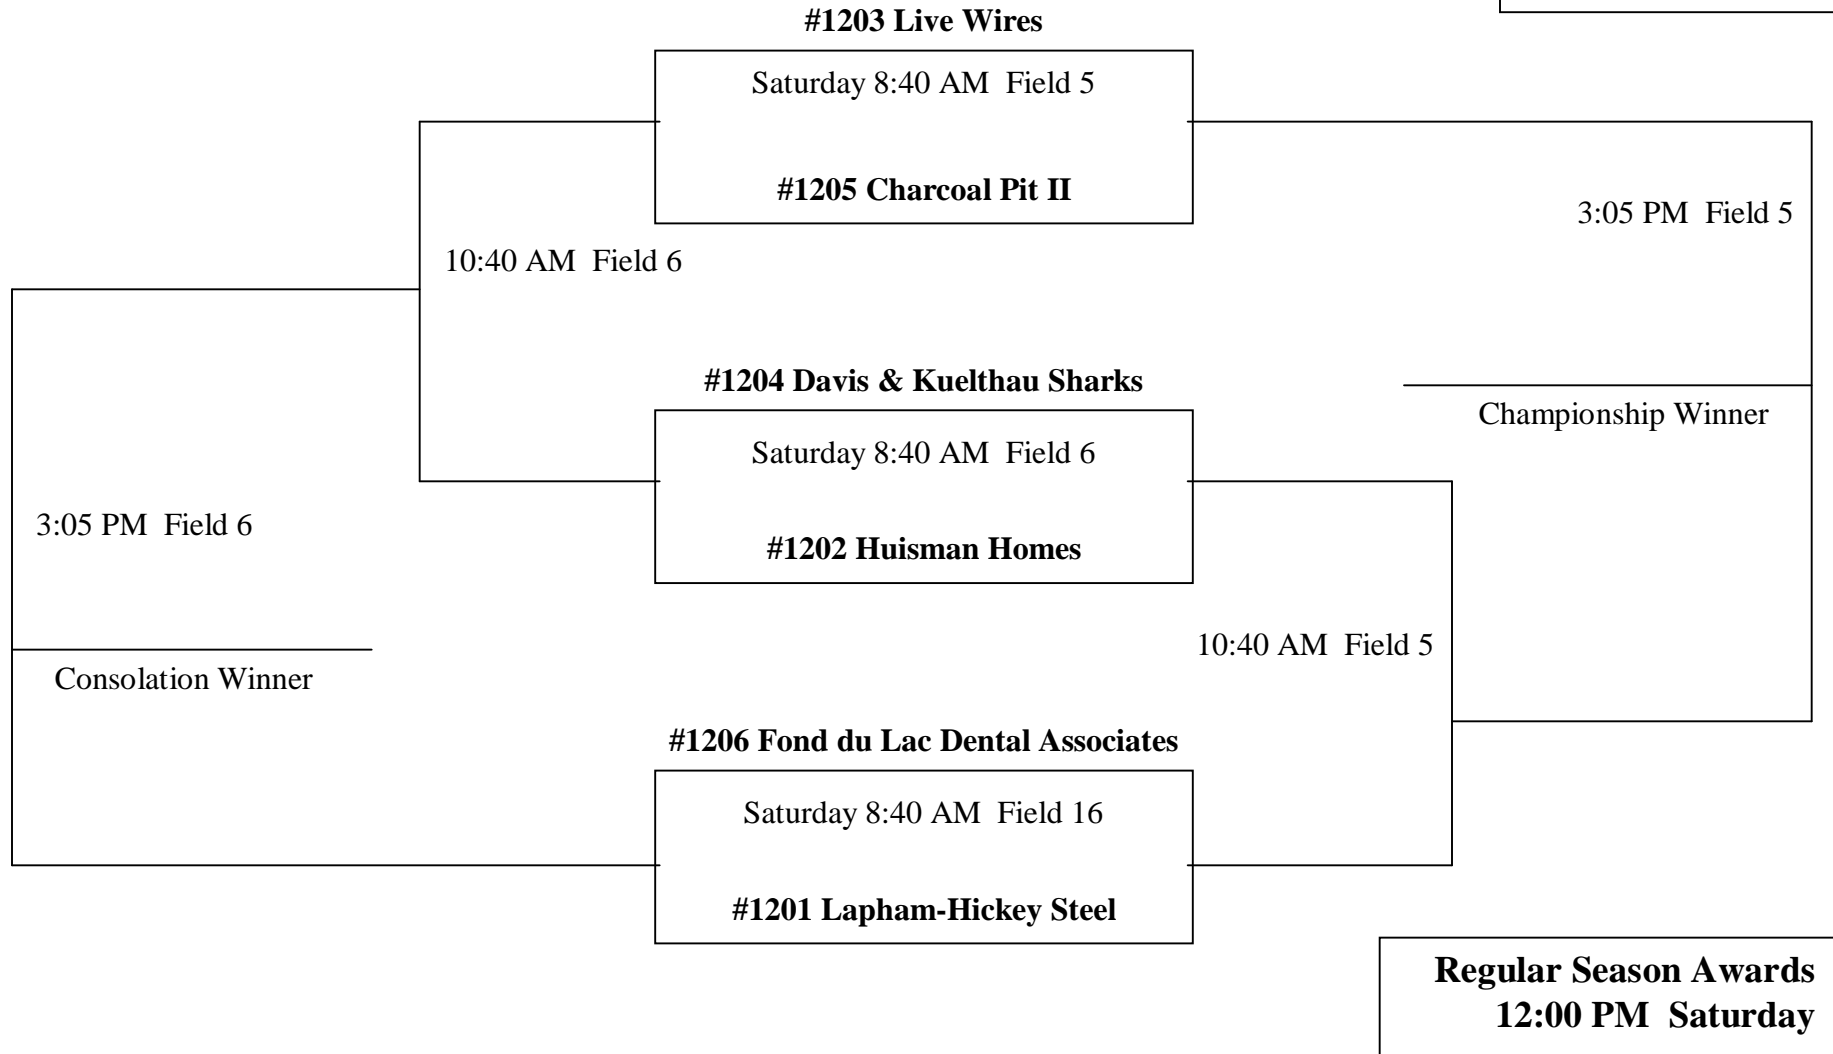 #1203 Live Wires
Saturday 8:40 AM  Field 5
#1205 Charcoal Pit II
3:05 PM  Field 5
10:40 AM  Field 6
#1204 Davis & Kuelthau Sharks
Championship Winner
Saturday 8:40 AM  Field 6
3:05 PM  Field 6
#1202 Huisman Homes
10:40 AM  Field 5
Consolation Winner
#1206 Fond du Lac Dental Associates
Saturday 8:40 AM  Field 16
#1201 Lapham-Hickey Steel
Regular Season Awards
12:00 PM  Saturday